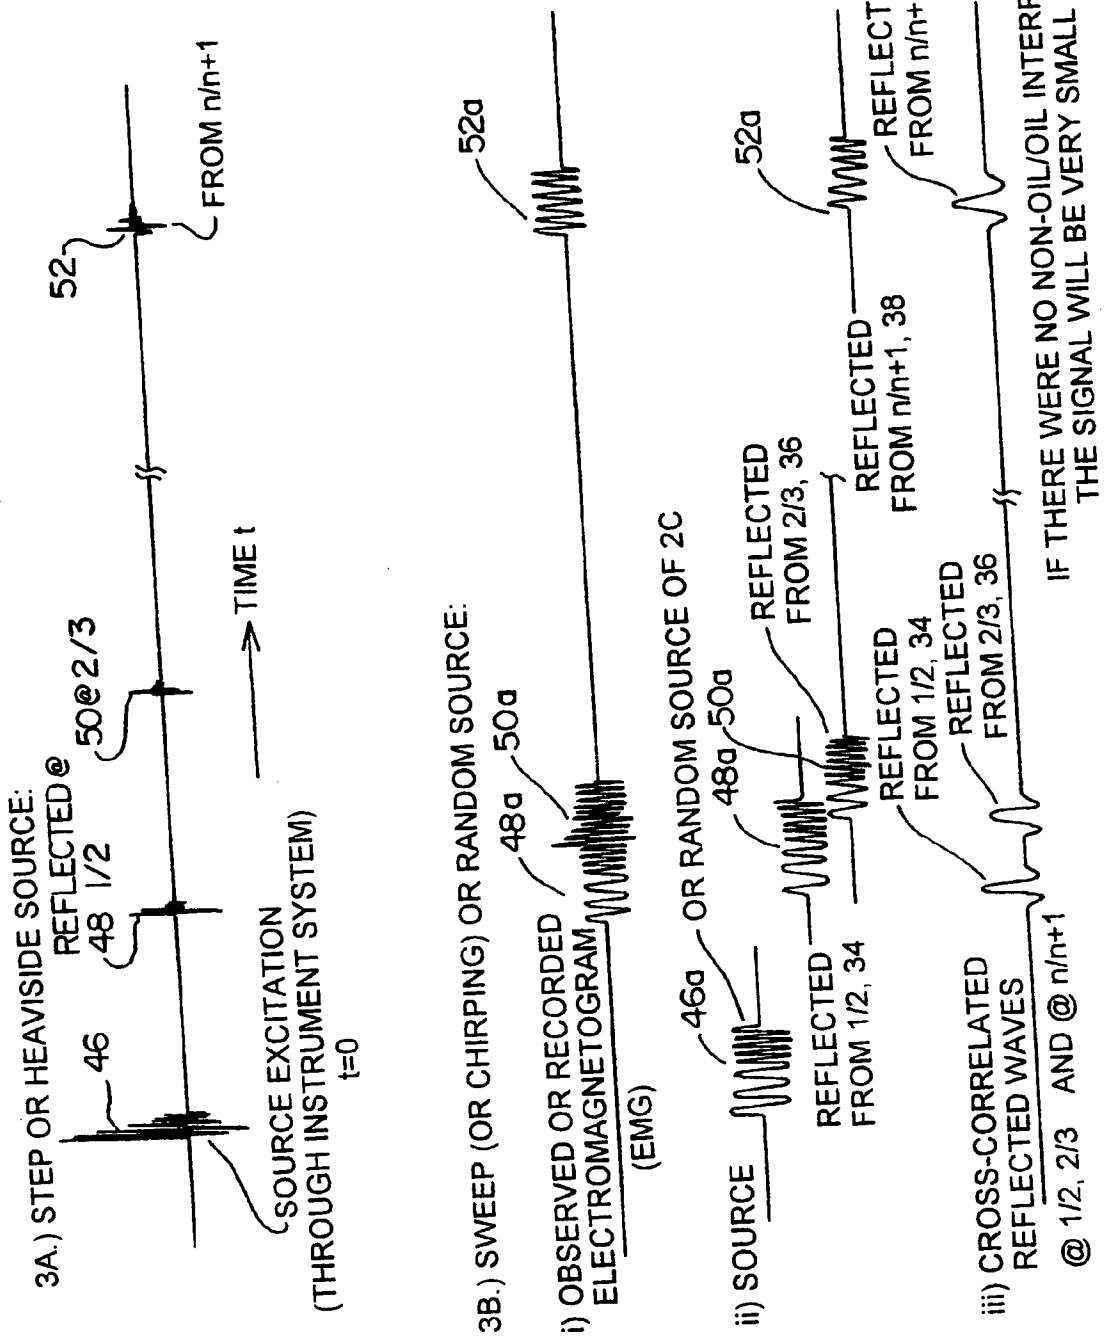 3A.) STEP OR HEAVISIDE SOURCE:
REFLECTED @
46
48 1/2
50@2/3
52
FROM n/n+1
SOURCE EXCITATION
(THROUGH INSTRUMENT SYSTEM)
t=0
TIME t
3B.) SWEEP (OR CHIRPING) OR RANDOM SOURCE:
i) OBSERVED OR RECORDED
ELECTROMAGNETOGRAM
(EMG)
48a
50a
52a
ii) SOURCE
46a
OR RANDOM SOURCE OF 2C
48a
50a
REFLECTED
FROM 1/2, 34
REFLECTED
FROM 2/3, 36
REFLECTED
FROM n/n+1, 38
52a
iii) CROSS-CORRELATED
REFLECTED WAVES
@ 1/2, 2/3 AND @ n/n+1
REFLECTED
FROM 1/2, 34
REFLECTED
FROM 2/3, 36
REFLECT
FROM n/n+
IF THERE WERE NO NON-OIL/OIL INTERF
THE SIGNAL WILL BE VERY SMALL